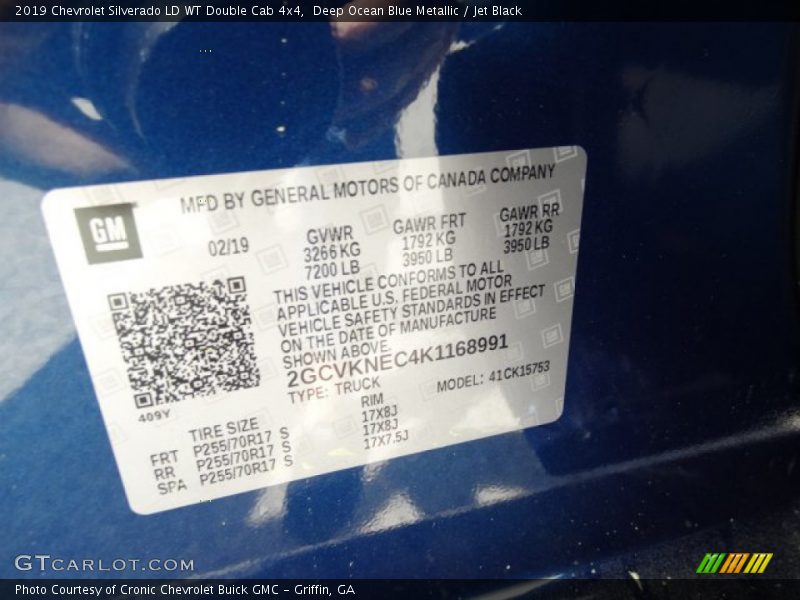 2019 Chevrolet Silverado LD WT Double Cab 4x4, Deep Ocean Blue Metallic / Jet Black
GM
MFD BY GENERAL MOTORS OF CANADA COMPANY
02/19
GVWR
3266 KG
7200 LB
GAWR FRT
1792 KG
3950 LB
GAWR RR
1792 KG
3950 LB
THIS VEHICLE CONFORMS TO ALL
APPLICABLE U.S. FEDERAL MOTOR
VEHICLE SAFETY STANDARDS IN EFFECT
ON THE DATE OF MANUFACTURE
SHOWN ABOVE.
2GCVKNEC4K1168991
TYPE: TRUCK
MODEL: 41CK15753
409Y
TIRE SIZE
RIM
FRT P255/70R17 S 17X8J
RR P255/70R17 S 17X8J
SPA P255/70R17 S 17X7.5J
GTCARLOT.COM
Photo Courtesy of Cronic Chevrolet Buick GMC - Griffin, GA